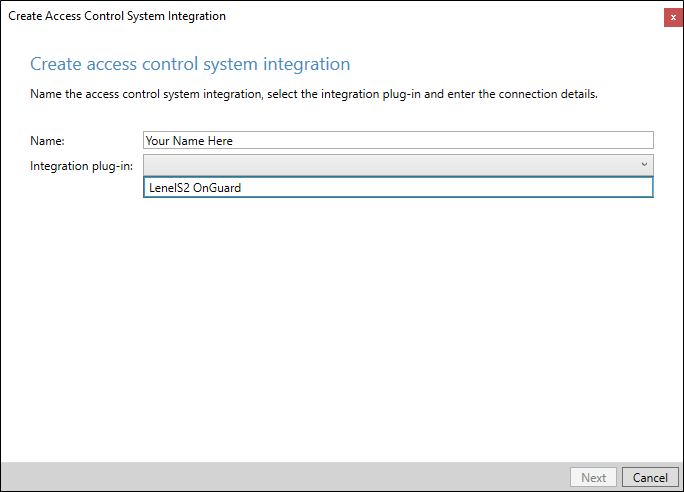 Create Access Control System Integration
x
Create access control system integration
Name the access control system integration, select the integration plug-in and enter the connection details.
Name: Your Name Here
Integration plug-in:
LenelS2 OnGuard
Next Cancel